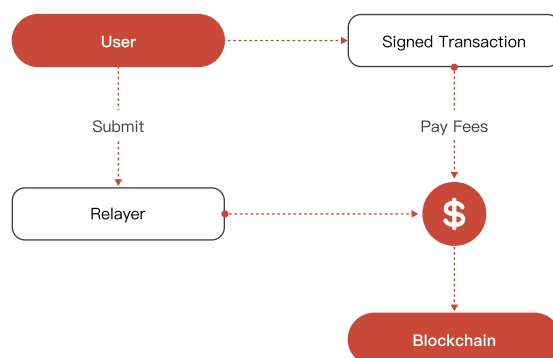 User
Signed Transaction
Submit
Pay Fees
Relayer
$
Blockchain